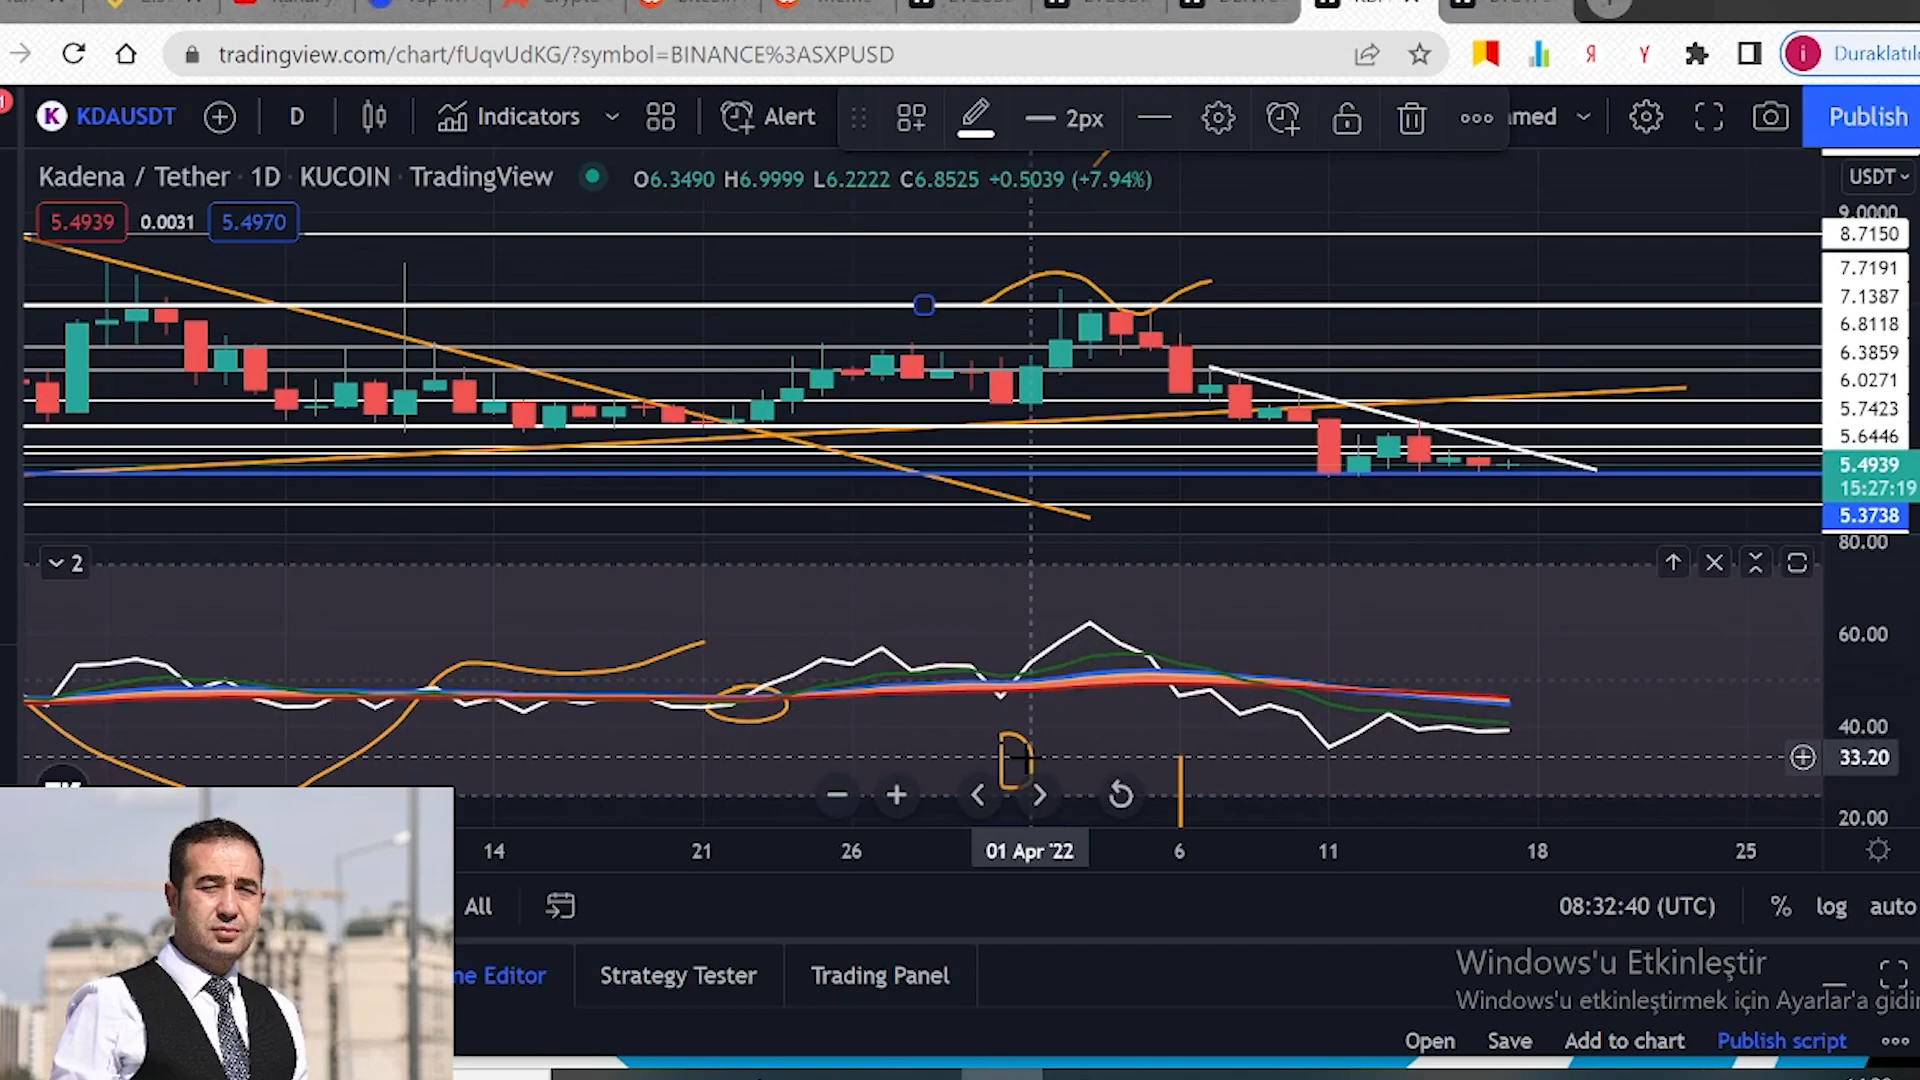 tradingview.com/chart/fUqvUdKG/?symbol=BINANCE%3ASXPUSD
i
KDAUSDT
D
Indicators
Alert
2px
Publish
Kadena / Tether · 1D · KUCOIN · TradingView
O6.3490 H6.9999 L6.2222 C6.8525 +0.5039 (+7.94%)
USDT
5.4939
0.0031
5.4970
9.0000
8.7150
7.7191
7.1387
6.8118
6.3859
6.0271
5.7423
5.6446
5.4939
15:27:19
5.3738
80.00
2
60.00
40.00
33.20
20.00
14
21
26
01 Apr '22
6
11
18
25
All
08:32:40 (UTC)
%
log
auto
Editor
Strategy Tester
Trading Panel
Windows'u Etkinleştir
Windows'u etkinleştirmek için Ayarlar'a gidi
Open
Save
Add to chart
Publish script